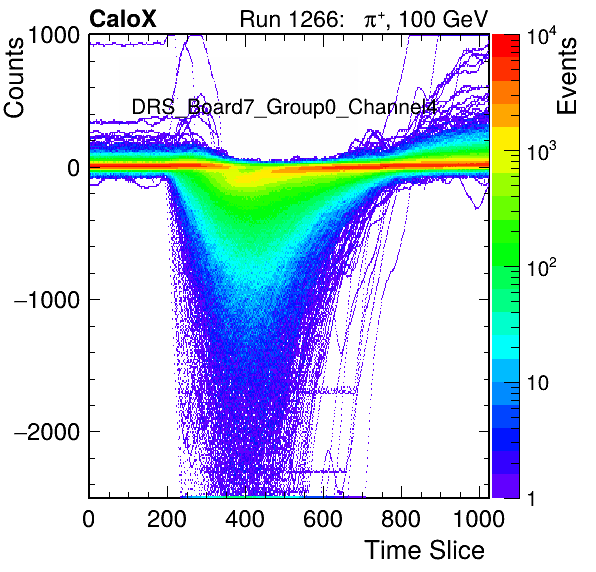 CaloX Run 1266: π⁺, 100 GeV
Counts
Events
DRS_Board7_Group0_Channel4
1000
0
−1000
−2000
0 200 400 600 800 1000
Time Slice
10⁴
10³
10²
10
1